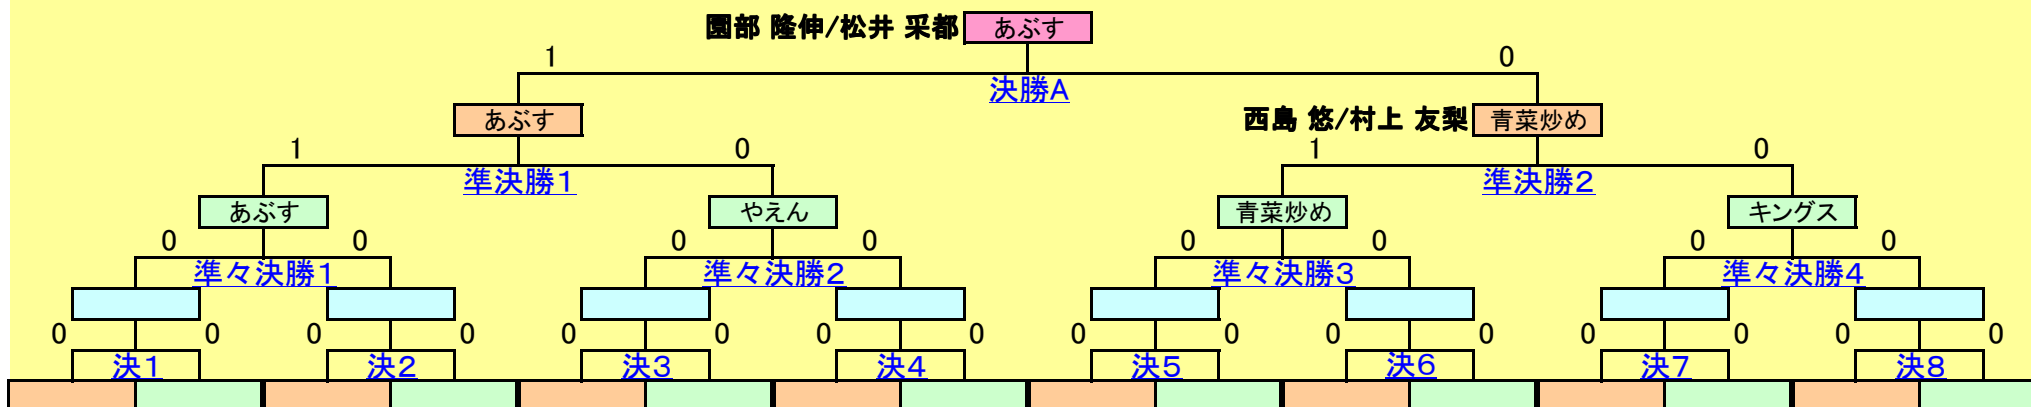 園部 隆伸/松井 采都 あぶす
1 0
決勝A
あぶす 西島 悠/村上 友梨 青菜炒め
1 0 1 0
準決勝1 準決勝2
あぶす やえん 青菜炒め キングス
0 0 0 0 0 0 0 0
準々決勝1 準々決勝2 準々決勝3 準々決勝4
0 0 0 0 0 0 0 0 0 0 0 0 0 0 0 0
決1 決2 決3 決4 決5 決6 決7 決8